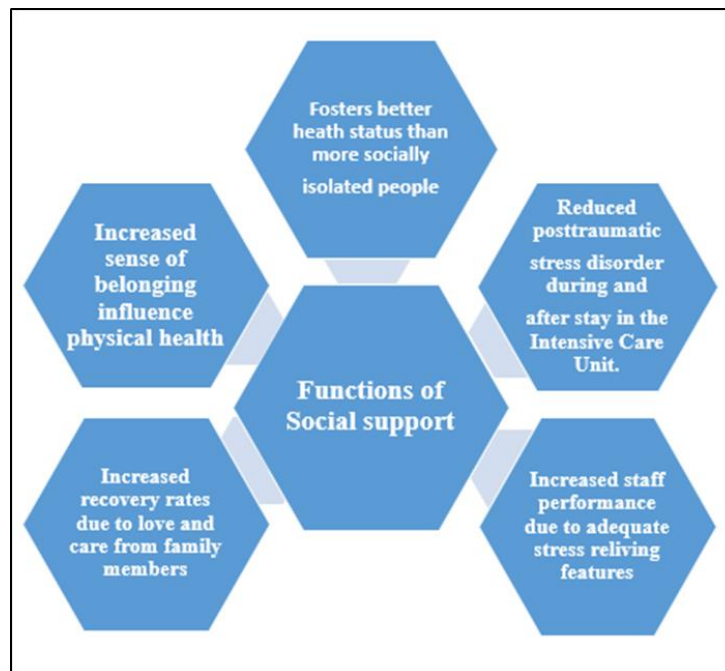 Fosters better
heath status than
more socially
isolated people
Increased
sense of
belonging
influence
physical health
Reduced
posttraumatic
stress disorder
during and
after stay in the
Intensive Care
Unit.
Functions of
Social support
Increased
recovery rates
due to love and
care from family
members
Increased staff
performance
due to adequate
stress reliving
features